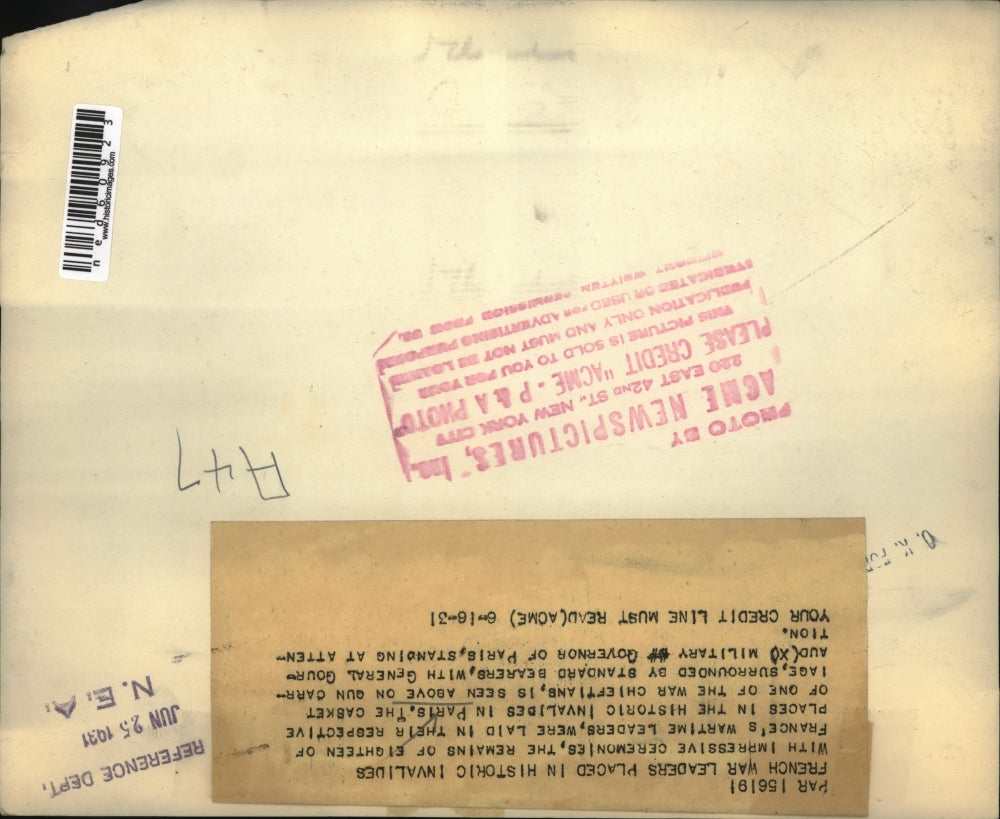 PAR 156191
FRENCH WAR LEADERS PLACED IN HISTORIC INVALIDES
WITH IMPRESSIVE CEREMONIES, THE REMAINS OF EIGHTEEN OF
FRANCE'S WARTIME LEADERS, WERE LAID IN THEIR RESPECTIVE
PLACES IN THE HISTORIC INVALIDES IN PARIS. THE CASKET
OF ONE OF THE WAR CHIEFTIANS, IS SEEN ABOVE ON GUN CARR-
IAGE, SURROUNDED BY STANDARD BEARERS, WITH GENERAL GOUR-
AUD(X) MILITARY GOVERNOR OF PARIS, STANDING AT ATTEN-
TION.
YOUR CREDIT LINE MUST READ(ACME) 6-16-31
PHOTO BY
ACME NEWSPICTURES, Inc.
220 EAST 42ND ST., NEW YORK CITY
PLEASE CREDIT "ACME - P & A PHOTO"
THIS PICTURE IS SOLD TO YOU FOR YOUR
PUBLICATION ONLY AND MUST NOT BE LOANED
SYNDICATED OR USED FOR ADVERTISING PURPOSES
WITHOUT WRITTEN PERMISSION FROM US.
A47
REFERENCE DEPT.
JUN 25 1931
N. E. A.
O. K. FOR
ned60923
www.historicimages.com